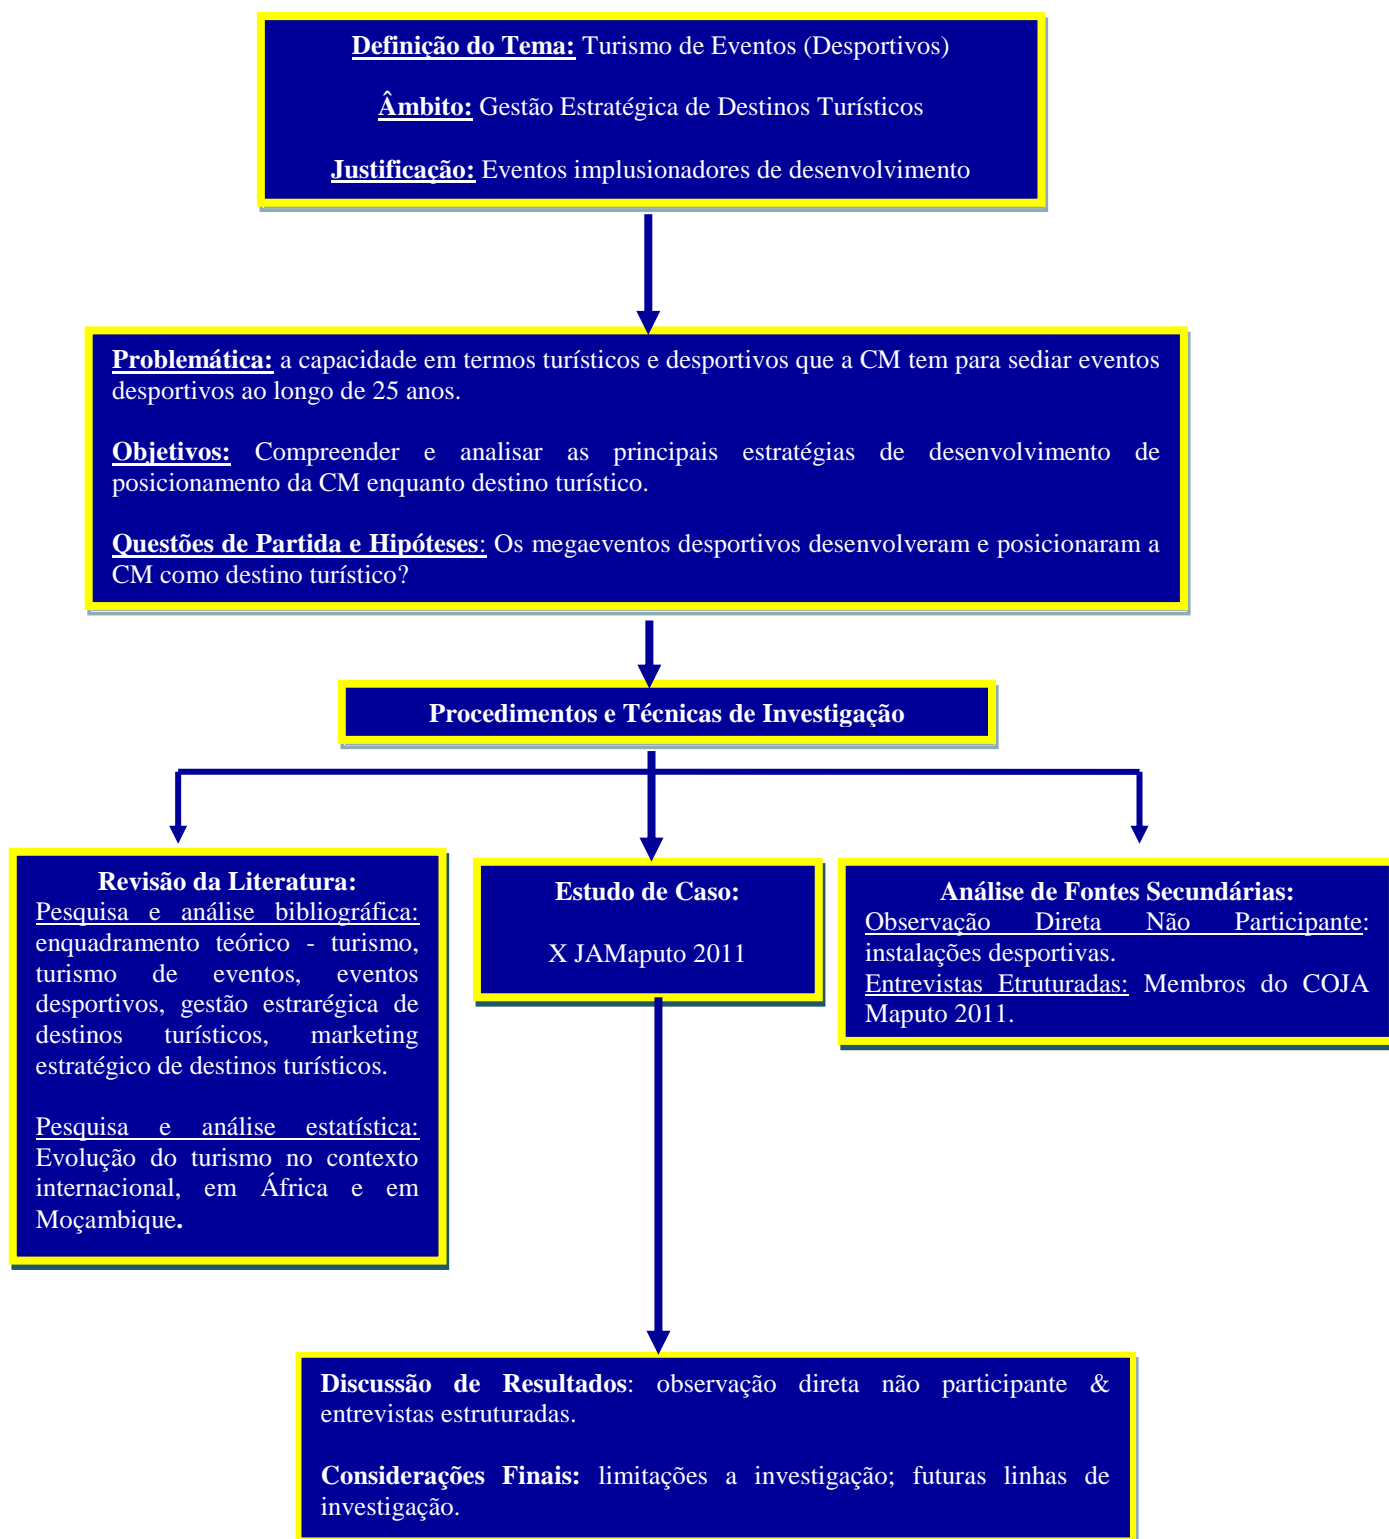 Definição do Tema: Turismo de Eventos (Desportivos)
Âmbito: Gestão Estratégica de Destinos Turísticos
Justificação: Eventos implusionadores de desenvolvimento
Problemática: a capacidade em termos turísticos e desportivos que a CM tem para sediar eventos
desportivos ao longo de 25 anos.
Objetivos: Compreender e analisar as principais estratégias de desenvolvimento de
posicionamento da CM enquanto destino turístico.
Questões de Partida e Hipóteses: Os megaeventos desportivos desenvolveram e posicionaram a
CM como destino turístico?
Procedimentos e Técnicas de Investigação
Revisão da Literatura:
Pesquisa e análise bibliográfica:
enquadramento teórico - turismo,
turismo de eventos, eventos
desportivos, gestão estrarégica de
destinos turísticos, marketing
estratégico de destinos turísticos.
Pesquisa e análise estatística:
Evolução do turismo no contexto
internacional, em África e em
Moçambique.
Estudo de Caso:
X JAMaputo 2011
Análise de Fontes Secundárias:
Observação Direta Não Participante:
instalações desportivas.
Entrevistas Etruturadas: Membros do COJA
Maputo 2011.
Discussão de Resultados: observação direta não participante &
entrevistas estruturadas.
Considerações Finais: limitações a investigação; futuras linhas de
investigação.